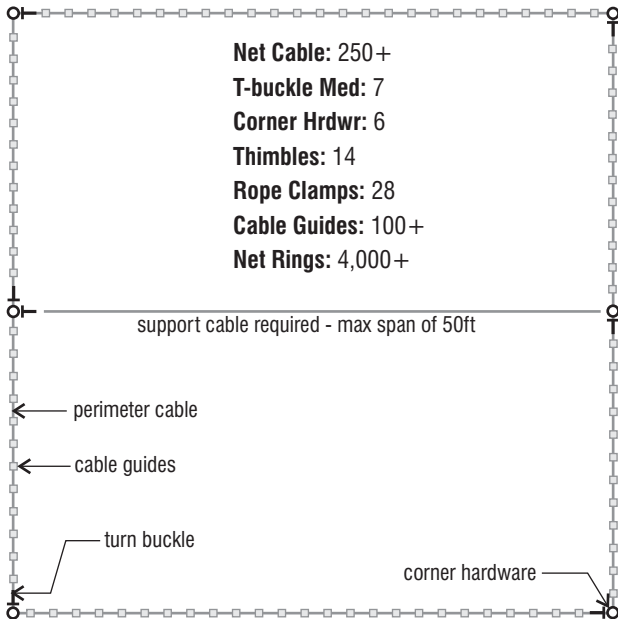 Net Cable: 250+
T-buckle Med: 7
Corner Hrdwr: 6
Thimbles: 14
Rope Clamps: 28
Cable Guides: 100+
Net Rings: 4,000+
support cable required - max span of 50ft
perimeter cable
cable guides
turn buckle
corner hardware